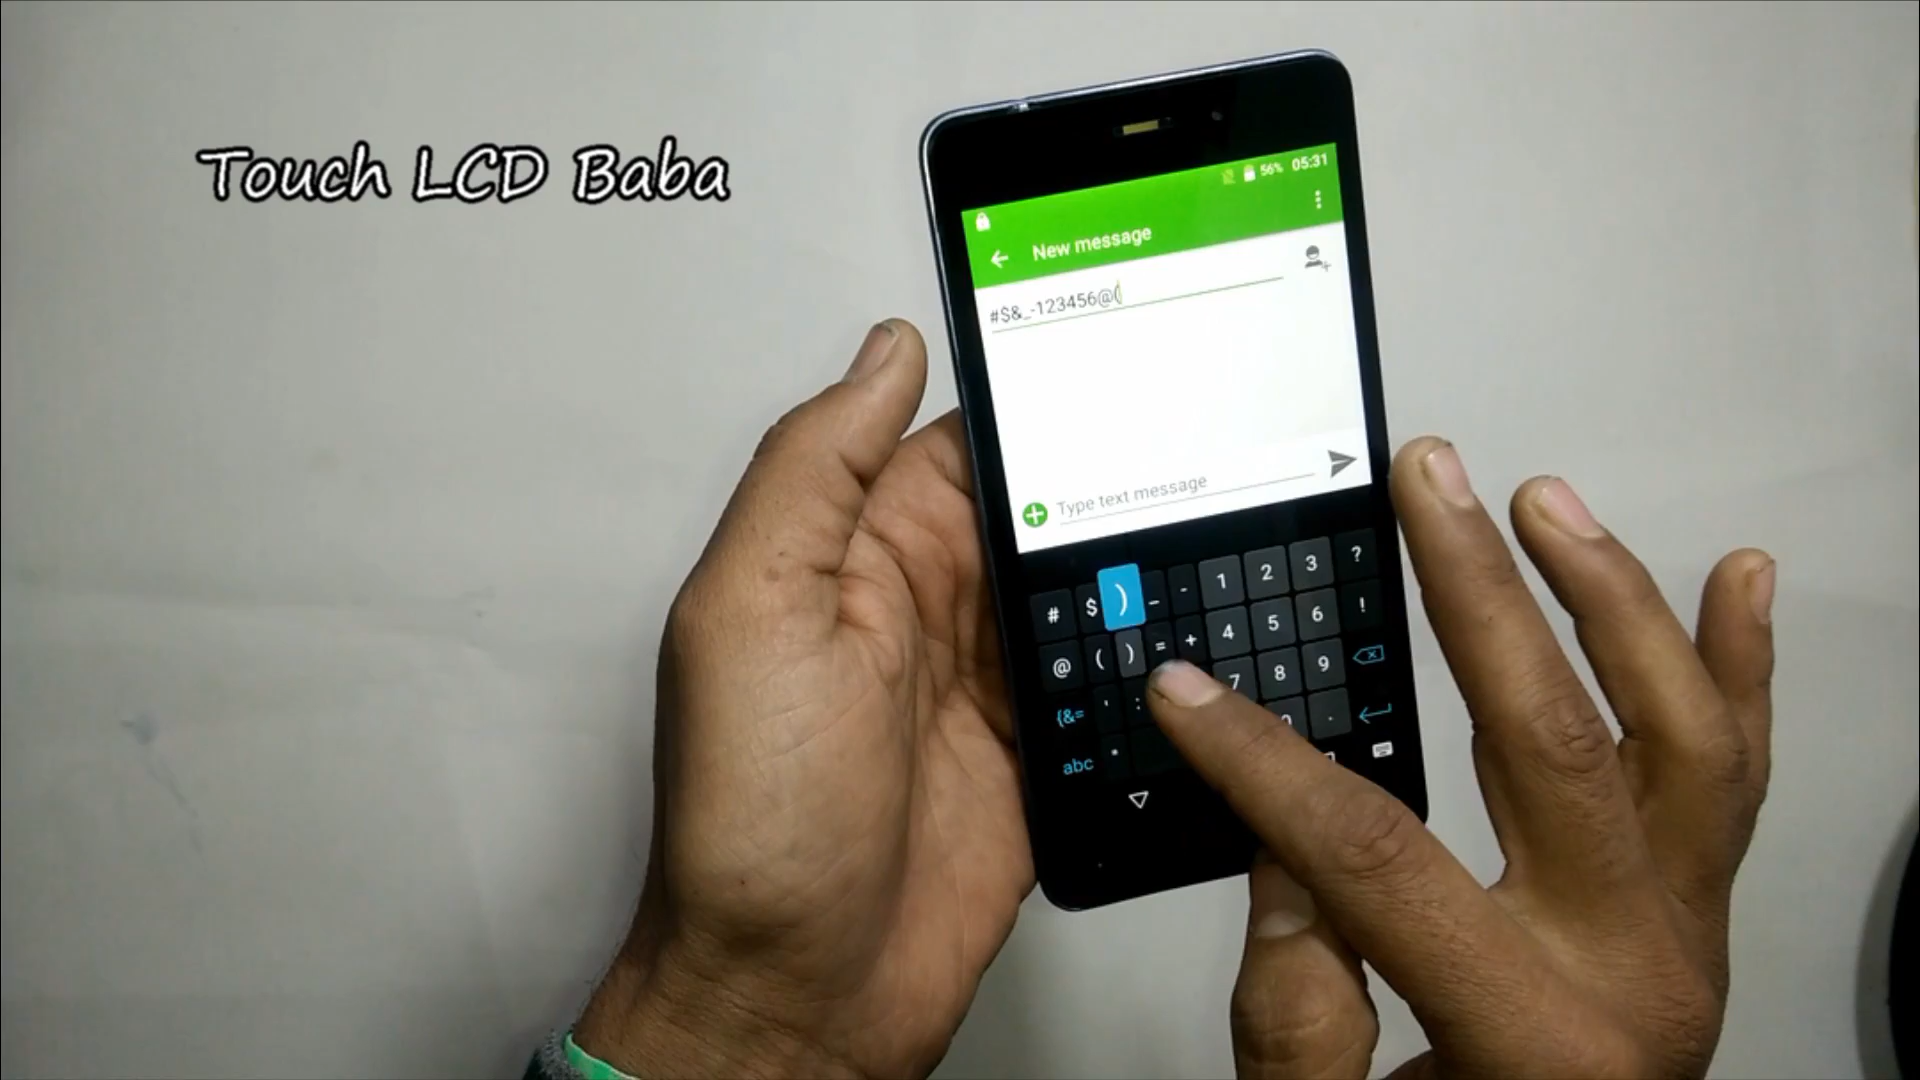 Touch LCD Baba
56% 05:31
New message
#$&_-123456@(
Type text message
)
# $ _ - 1 2 3 ?
@ ( ) = + 4 5 6 !
{&= ' : 7 8 9
abc * .